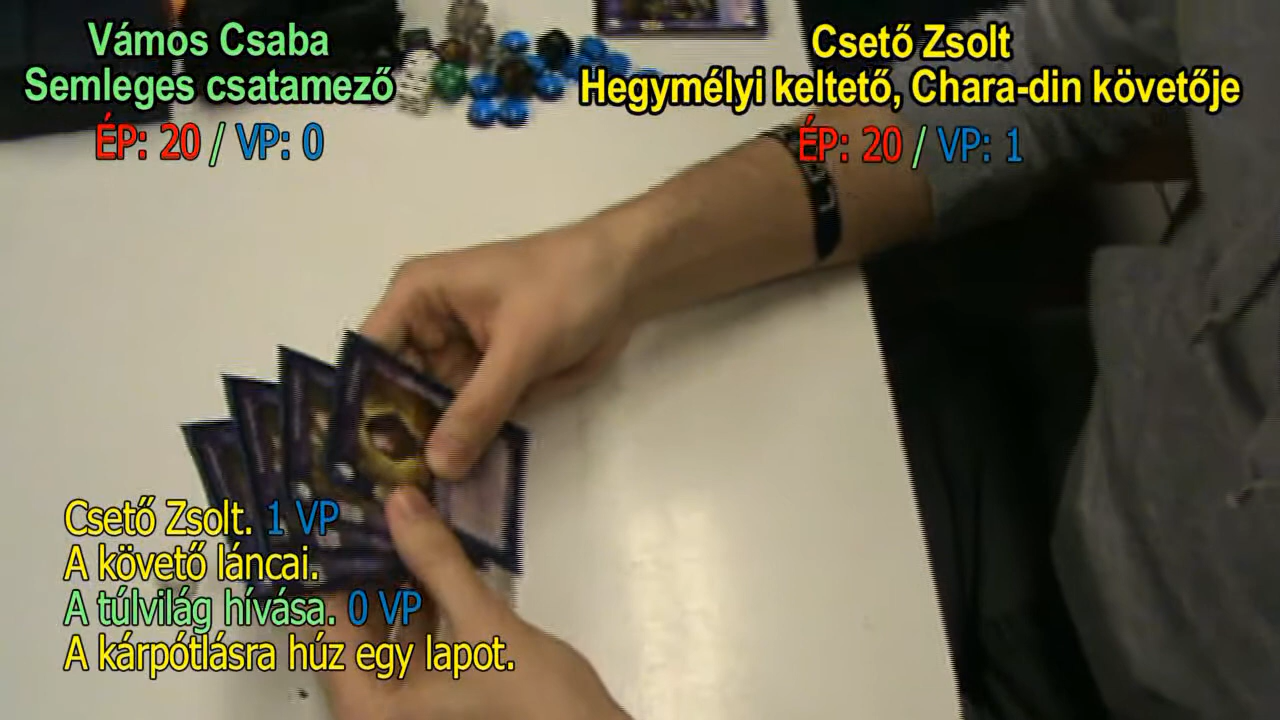 Vámos Csaba
Semleges csatamező
ÉP: 20 / VP: 0
Csető Zsolt
Hegymélyi keltető, Chara-din követője
ÉP: 20 / VP: 1
Csető Zsolt. 1 VP
A követő láncai.
A túlvilág hívása. 0 VP
A kárpótlásra húz egy lapot.